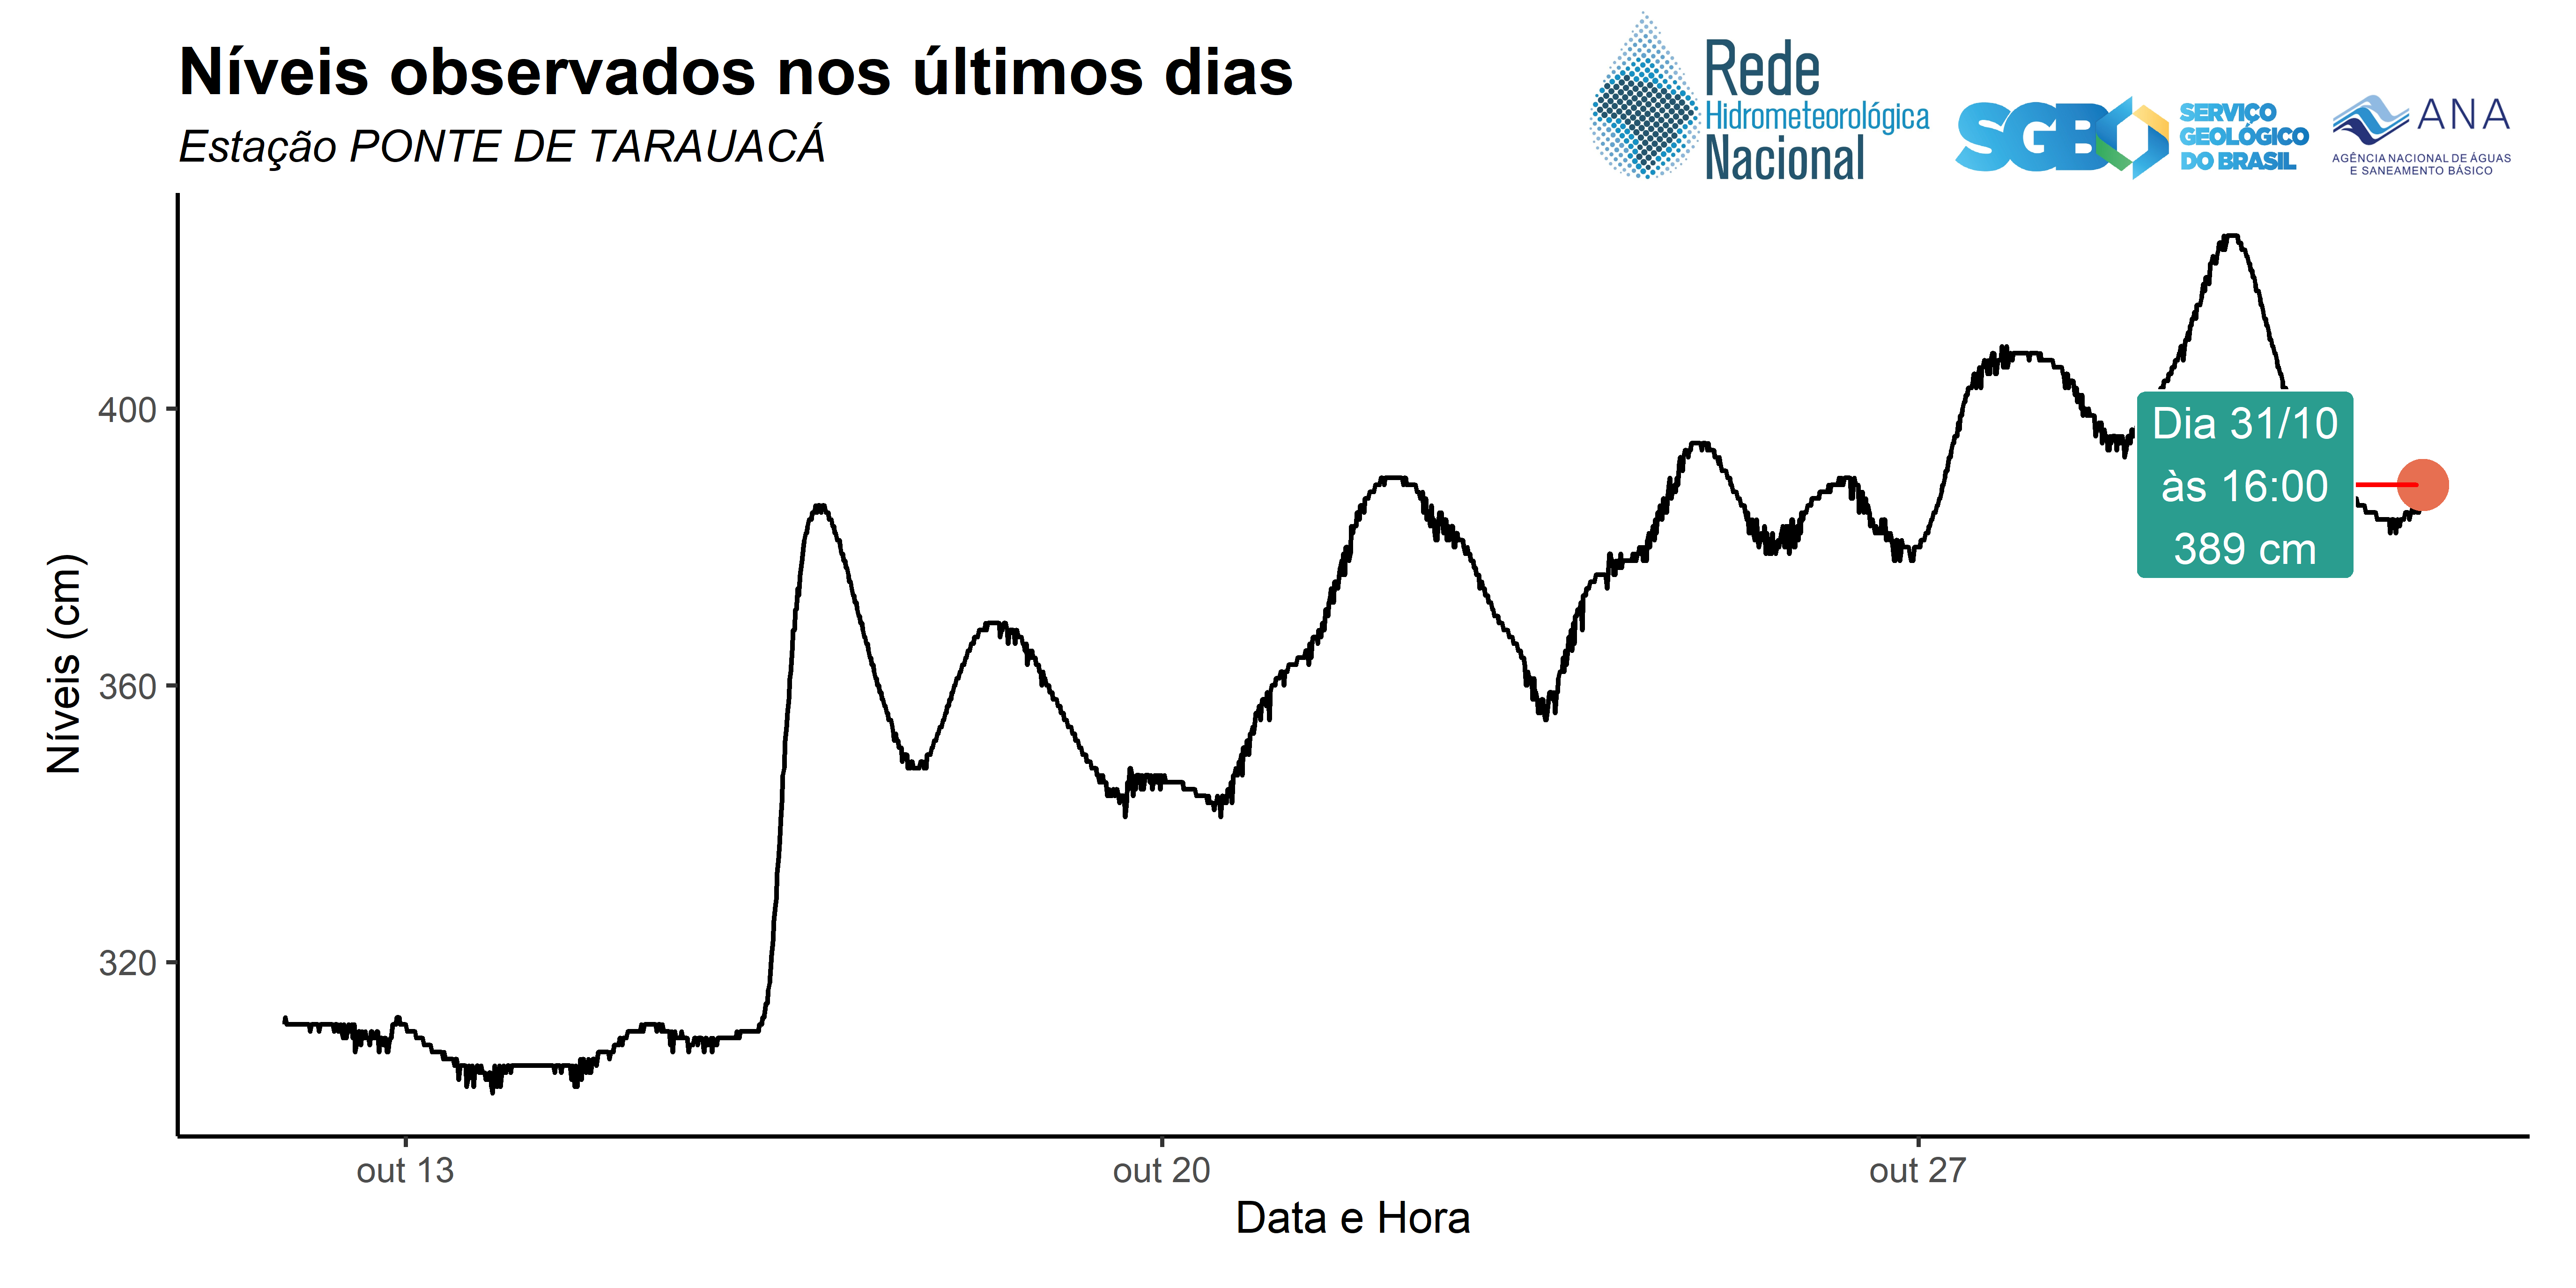 Níveis observados nos últimos dias
Estação PONTE DE TARAUACÁ
Rede
Hidrometeorológica
Nacional
SGB
SERVIÇO
GEOLÓGICO
DO BRASIL
ANA
AGÊNCIA NACIONAL DE ÁGUAS
E SANEAMENTO BÁSICO
Níveis (cm)
400
360
320
Dia 31/10
às 16:00
389 cm
out 13
out 20
out 27
Data e Hora